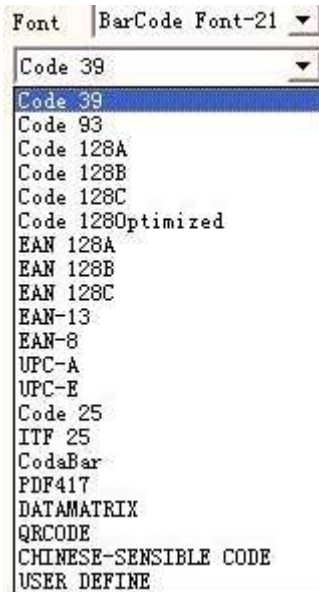 Font BarCode Font-21
Code 39
Code 39
Code 93
Code 128A
Code 128B
Code 128C
Code 128Optimized
EAN 128A
EAN 128B
EAN 128C
EAN-13
EAN-8
UPC-A
UPC-E
Code 25
ITF 25
CodaBar
PDF417
DATAMATRIX
QRCODE
CHINESE-SENSIBLE CODE
USER DEFINE